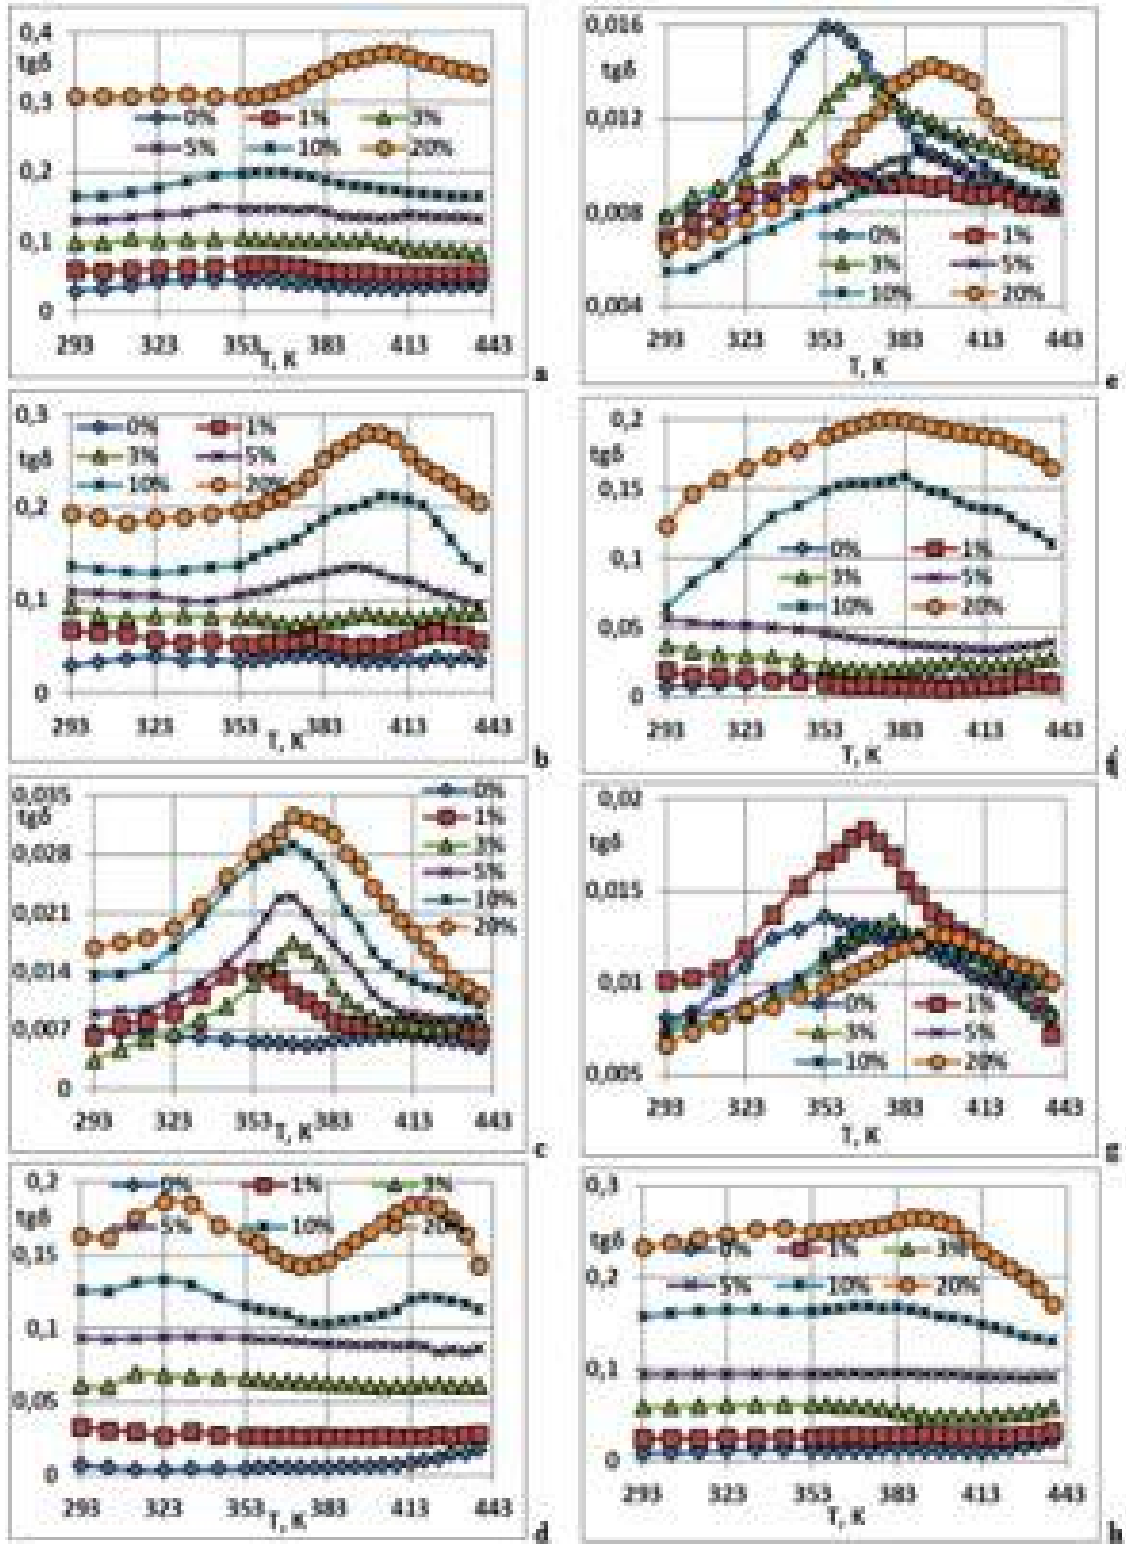 0,4
tgδ
0,3
0% 1% 3%
5% 10% 20%
0,2
0,1
0
293 323 353 383 413 443
T, K
a
0,016
tgδ
0,012
0,008
0% 1%
3% 5%
10% 20%
0,004
293 323 353 383 413 443
T, K
e
0,3
0% 1%
tgδ
3% 5%
10% 20%
0,2
0,1
0
293 323 353 383 413 443
T, K
b
0,2
tgδ
0,15
0,1
0% 1%
3% 5%
10% 20%
0,05
0
293 323 353 383 413 443
T, K
0,035
tgδ
0%
1%
0,028
3%
5%
10%
0,021
20%
0,014
0,007
0
293 323 353 383 413 443
T, K
c
0,02
tgδ
0,015
0,01
0% 1%
3% 5%
10% 20%
0,005
293 323 353 383 413 443
T, K
0,2
0% 1% 3%
tgδ
5% 10% 20%
0,15
0,1
0,05
0
293 323 353 383 413 443
T, K
d
0,3
tgδ
0% 1% 3%
0,2
5% 10% 20%
0,1
0
293 323 353 383 413 443
T, K
h